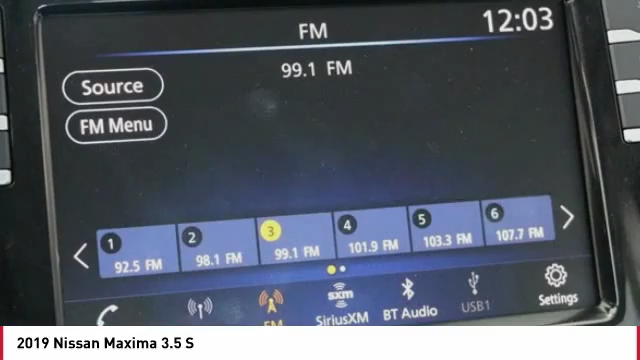 FM
12:03
99.1 FM
Source
FM Menu
1 2 3 4 5 6
92.5 FM 98.1 FM 99.1 FM 101.9 FM 103.3 FM 107.7 FM
FM sxm SiriusXM BT Audio USB1 Settings
2019 Nissan Maxima 3.5 S